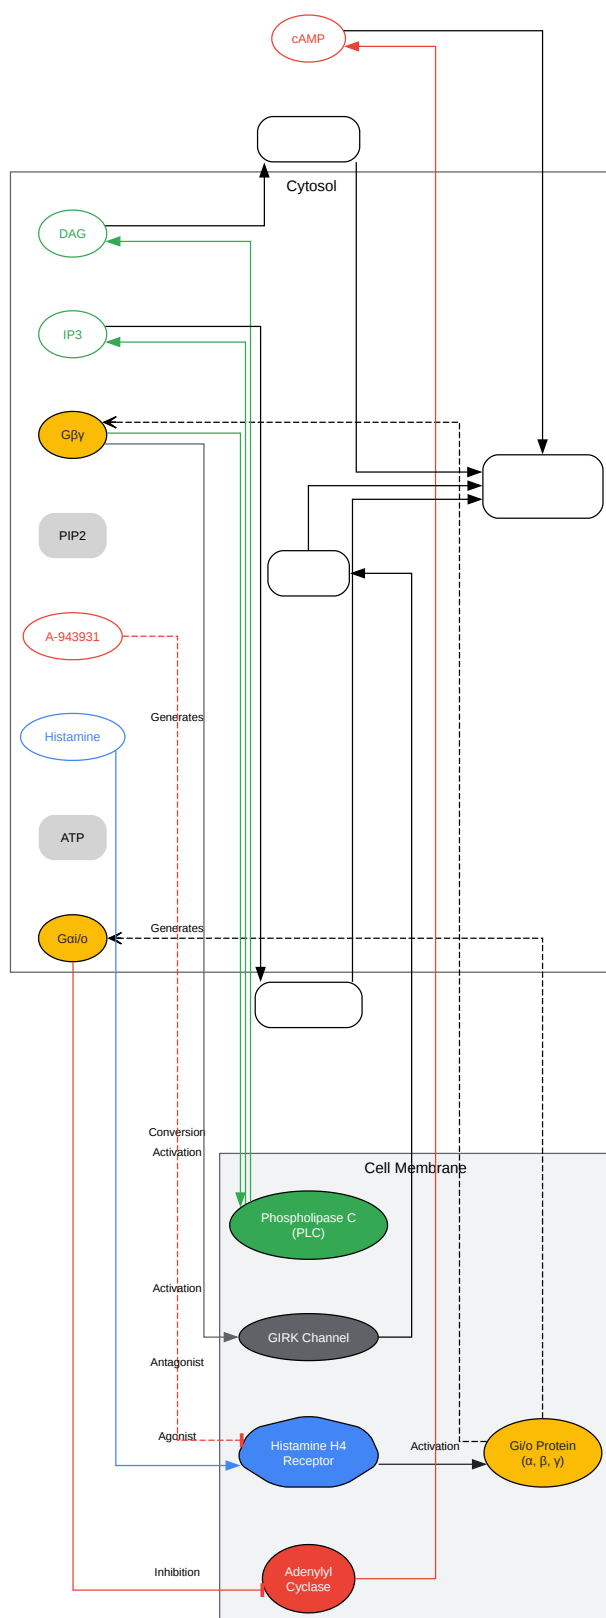 cAMP
Cytosol
DAG
IP3
Gβγ
PIP2
A-943931
Generates
Histamine
ATP
Generates
Gαi/o
Conversion
Activation
Cell Membrane
Phospholipase C
(PLC)
Activation
GIRK Channel
Antagonist
Agonist
Histamine H4
Receptor
Activation
Gi/o Protein
(α, β, γ)
Inhibition
Adenylyl
Cyclase